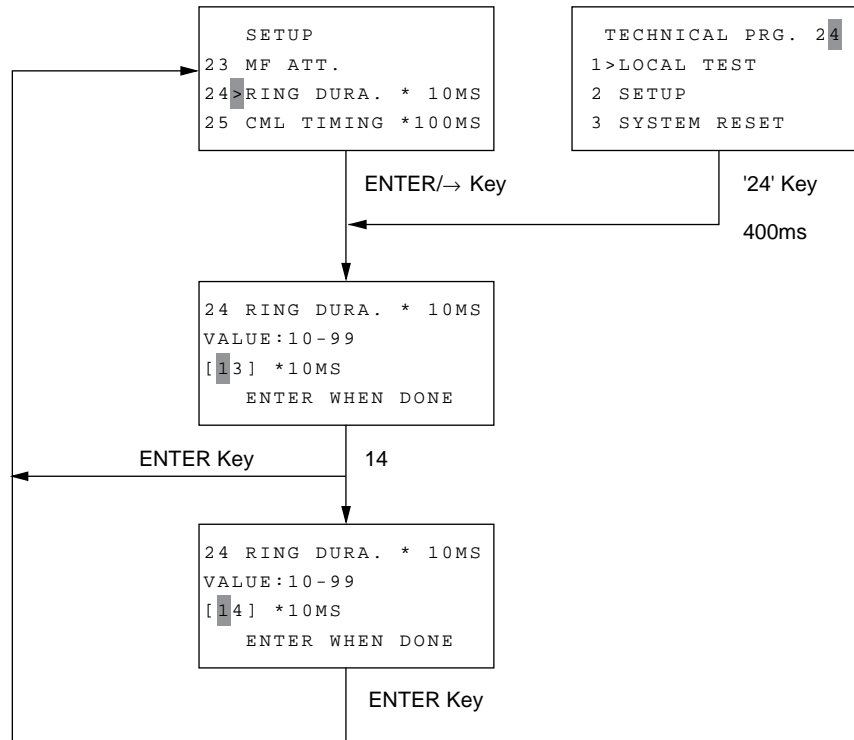 SETUP
23 MF ATT.
24>RING DURA. * 10MS
25 CML TIMING *100MS
TECHNICAL PRG. 24
1>LOCAL TEST
2 SETUP
3 SYSTEM RESET
ENTER/→ Key
'24' Key
400ms
24 RING DURA. * 10MS
VALUE:10-99
[13] *10MS
ENTER WHEN DONE
ENTER Key
14
24 RING DURA. * 10MS
VALUE:10-99
[14] *10MS
ENTER WHEN DONE
ENTER Key